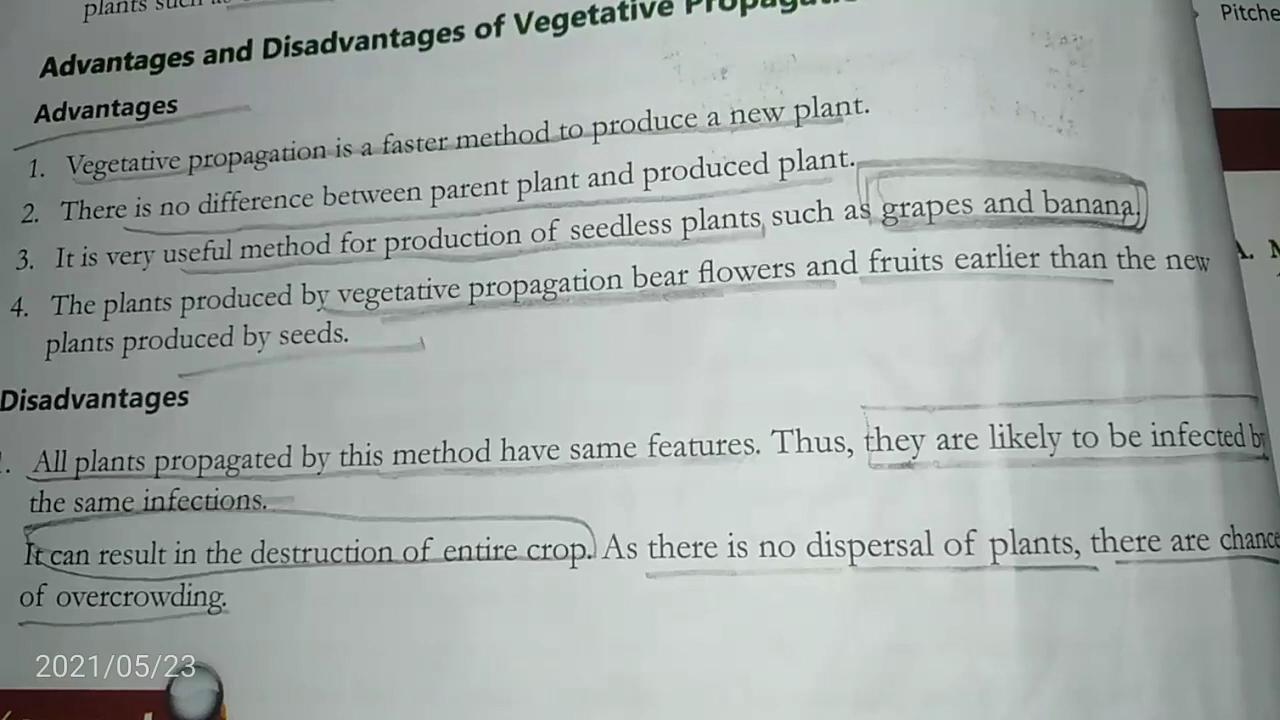 plants such
Advantages and Disadvantages of Vegetative
Pitche
Advantages
1. Vegetative propagation is a faster method to produce a new plant.
2. There is no difference between parent plant and produced plant.
3. It is very useful method for production of seedless plants, such as grapes and banana.
4. The plants produced by vegetative propagation bear flowers and fruits earlier than the new
plants produced by seeds.
Disadvantages
. All plants propagated by this method have same features. Thus, they are likely to be infected by
the same infections.
It can result in the destruction of entire crop. As there is no dispersal of plants, there are chance
of overcrowding.
2021/05/23